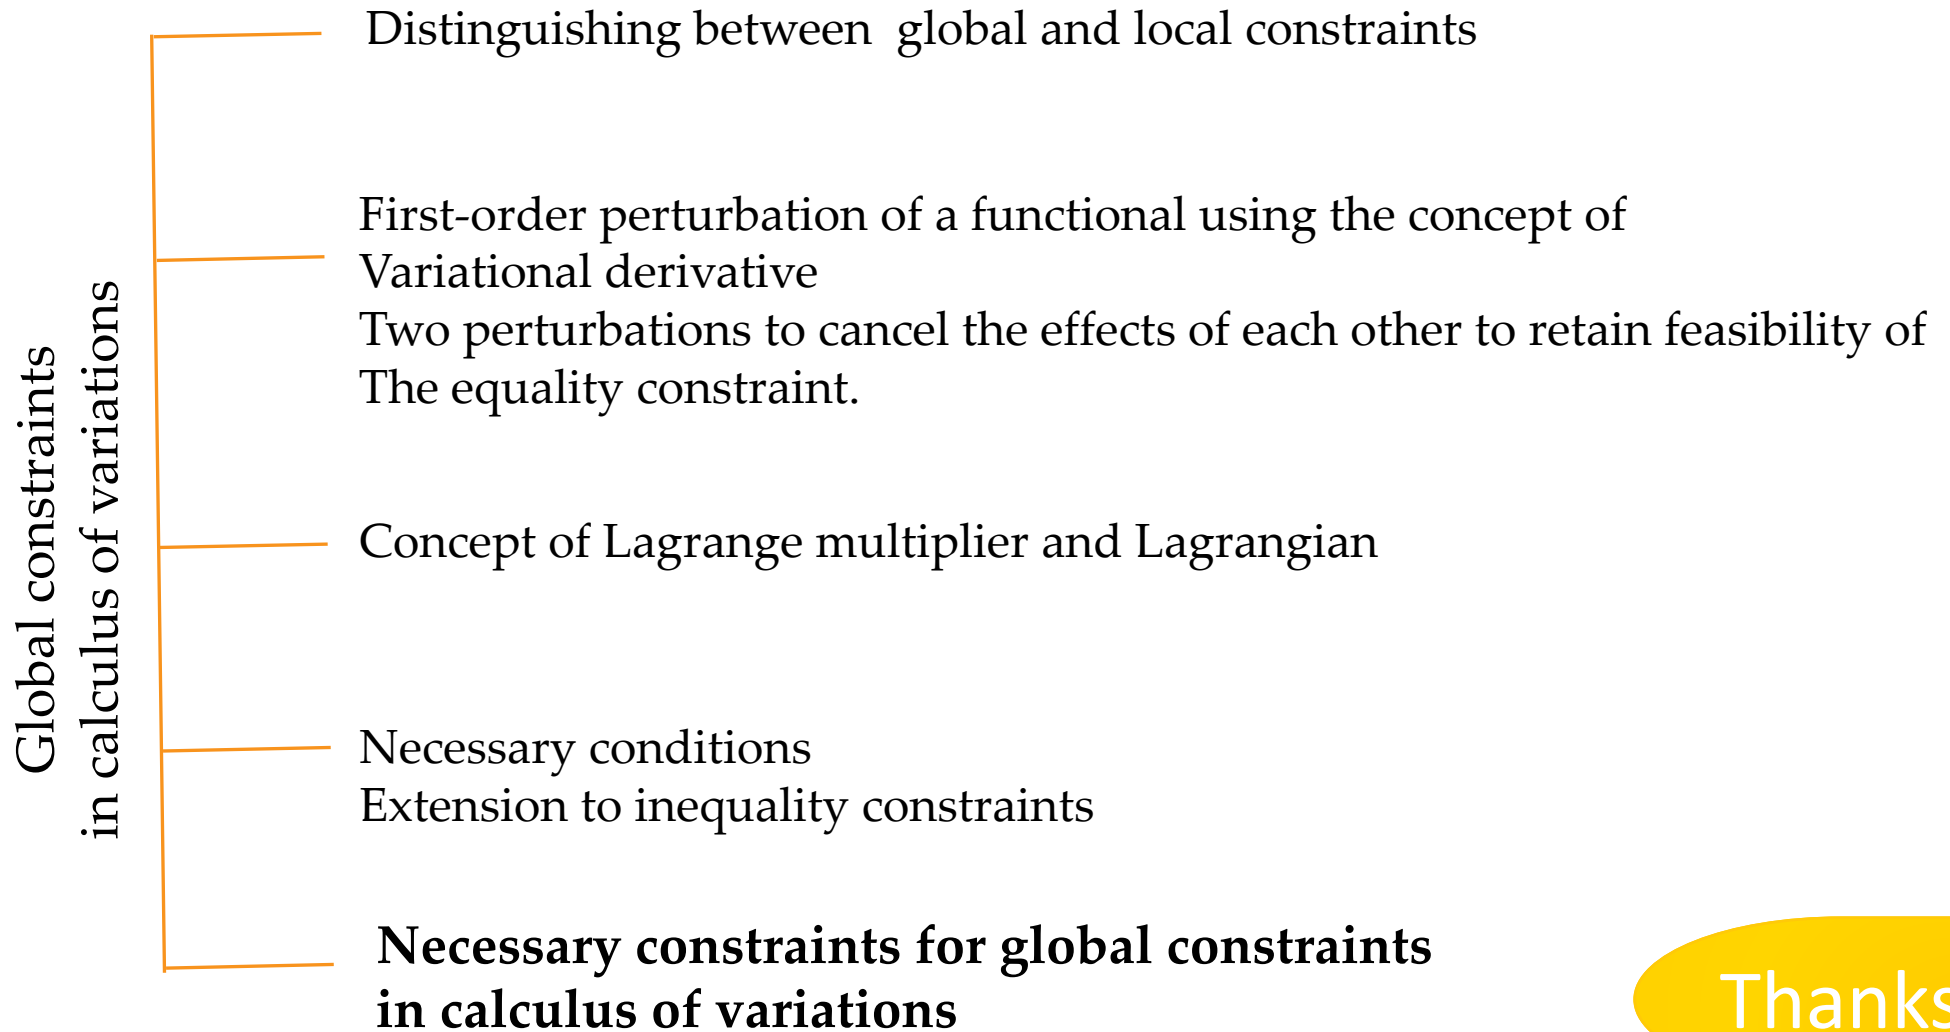 Global constraints
in calculus of variations
Distinguishing between global and local constraints
First-order perturbation of a functional using the concept of
Variational derivative
Two perturbations to cancel the effects of each other to retain feasibility of
The equality constraint.
Concept of Lagrange multiplier and Lagrangian
Necessary conditions
Extension to inequality constraints
Necessary constraints for global constraints
in calculus of variations
Thanks